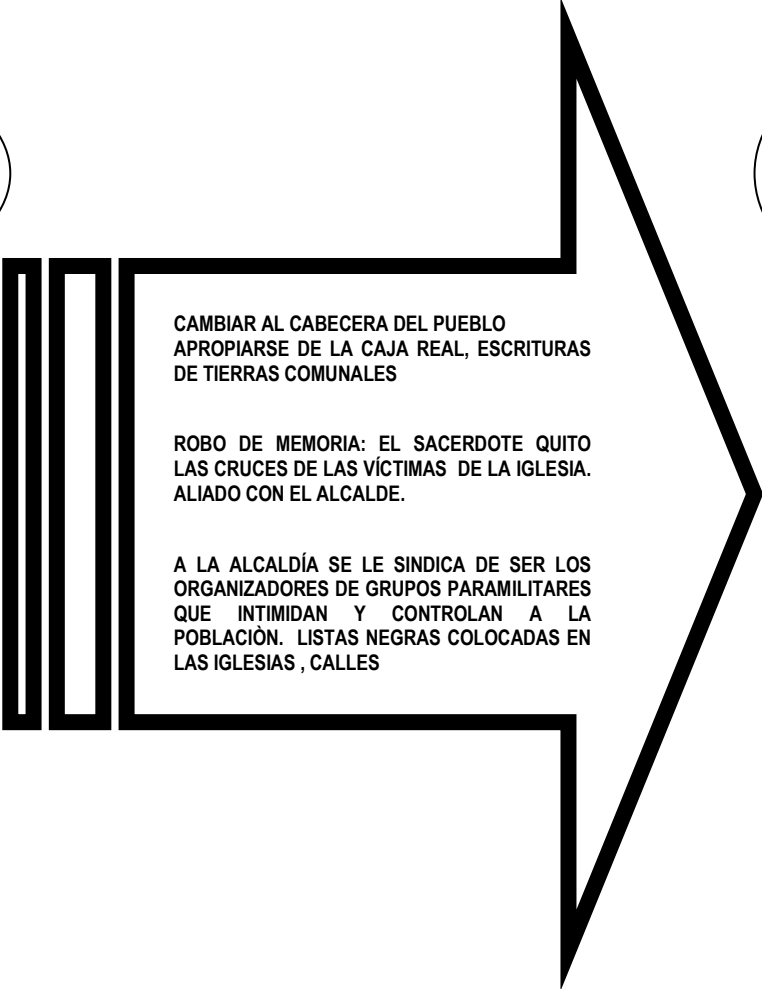 CAMBIAR AL CABECERA DEL PUEBLO
APROPIARSE DE LA CAJA REAL, ESCRITURAS
DE TIERRAS COMUNALES
ROBO DE MEMORIA: EL SACERDOTE QUITO
LAS CRUCES DE LAS VÍCTIMAS DE LA IGLESIA.
ALIADO CON EL ALCALDE.
A LA ALCALDÍA SE LE SINDICA DE SER LOS
ORGANIZADORES DE GRUPOS PARAMILITARES
QUE INTIMIDAN Y CONTROLAN A LA
POBLACIÒN. LISTAS NEGRAS COLOCADAS EN
LAS IGLESIAS , CALLES